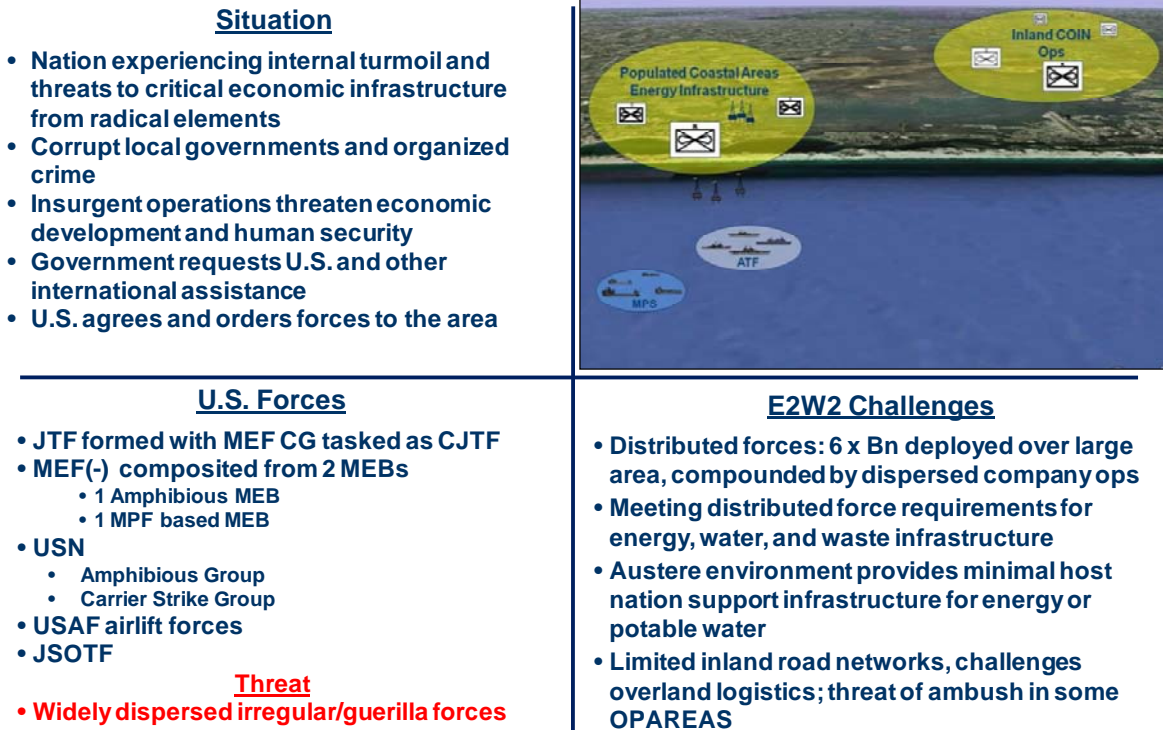 Situation
• Nation experiencing internal turmoil and
threats to critical economic infrastructure
from radical elements
• Corrupt local governments and organized
crime
• Insurgent operations threaten economic
development and human security
• Government requests U.S. and other
international assistance
• U.S. agrees and orders forces to the area
Populated Coastal Areas
Energy Infrastructure
Inland COIN
Ops
ATF
MPS
U.S. Forces
• JTF formed with MEF CG tasked as CJTF
• MEF(-) composited from 2 MEBs
• 1 Amphibious MEB
• 1 MPF based MEB
• USN
• Amphibious Group
• Carrier Strike Group
• USAF airlift forces
• JSOTF
Threat
• Widely dispersed irregular/guerilla forces
E2W2 Challenges
• Distributed forces: 6 x Bn deployed over large
area, compounded by dispersed company ops
• Meeting distributed force requirements for
energy, water, and waste infrastructure
• Austere environment provides minimal host
nation support infrastructure for energy or
potable water
• Limited inland road networks, challenges
overland logistics; threat of ambush in some
OPAREAS